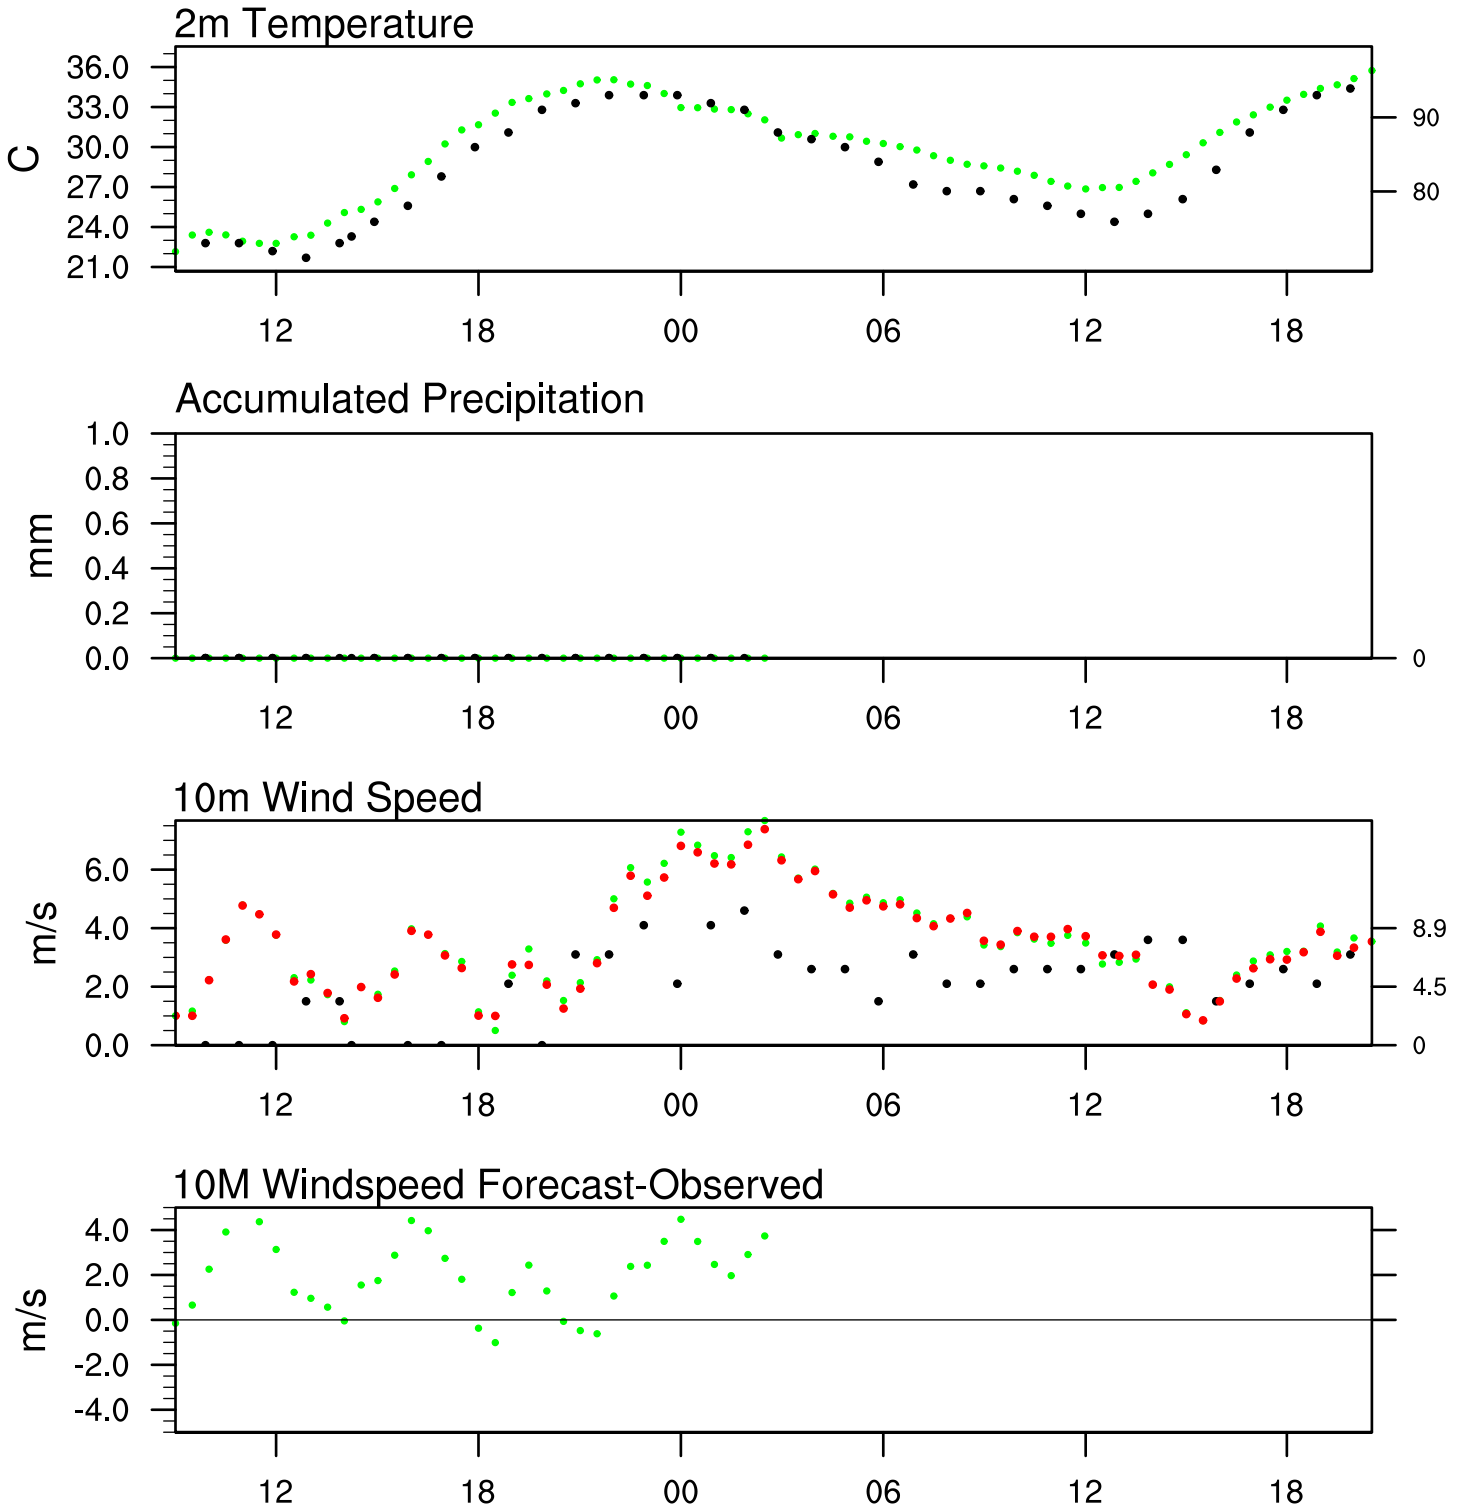 2m Temperature
36.0
33.0
30.0
27.0
24.0
21.0
C
90
80
12 18 00 06 12 18
Accumulated Precipitation
1.0
0.8
0.6
0.4
0.2
0.0
mm
0
12 18 00 06 12 18
10m Wind Speed
6.0
4.0
2.0
0.0
m/s
8.9
4.5
0
12 18 00 06 12 18
10M Windspeed Forecast-Observed
4.0
2.0
0.0
-2.0
-4.0
m/s
12 18 00 06 12 18